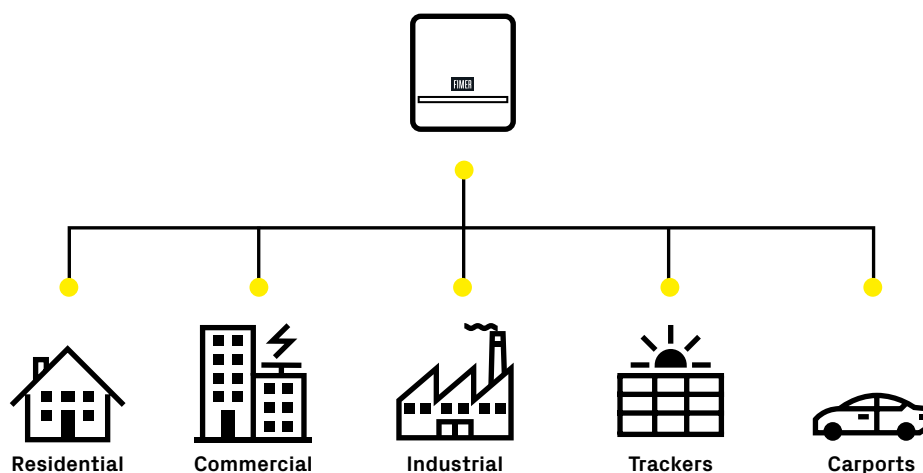 FIMER
Residential
Commercial
Industrial
Trackers
Carports